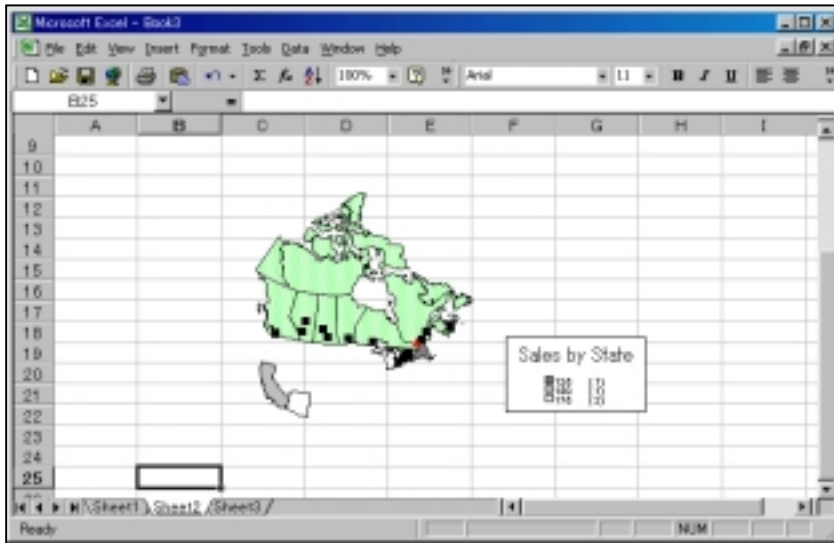 Microsoft Excel - Book3
File Edit View Insert Format Tools Data Window Help
100% Arial 11 B I U
B25 =
A B C D E F G H I
9
10
11
12
13
14
15
16
17
18
19
20
21
22
23
24
25
Sales by State
Sheet1 Sheet2 Sheet3
Ready NUM